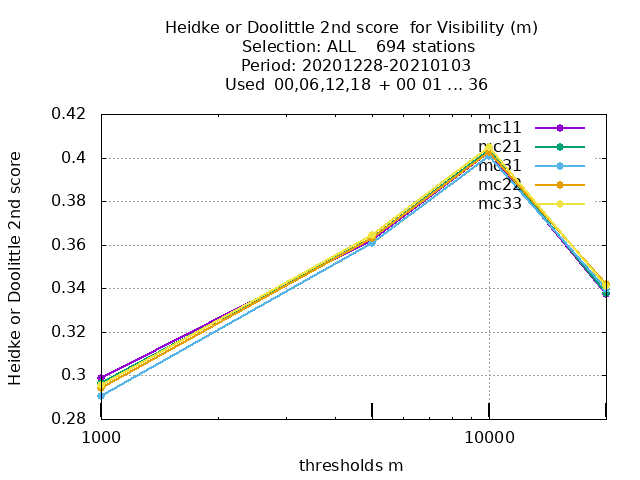 Heidke or Doolittle 2nd score  for Visibility (m)
Selection: ALL    694 stations
Period: 20201228-20210103
Used  00,06,12,18  + 00 01 ... 36
Heidke or Doolittle 2nd score
0.42
0.4
0.38
0.36
0.34
0.32
0.3
0.28
mc11
mc21
mc31
mc22
mc33
1000
10000
thresholds m